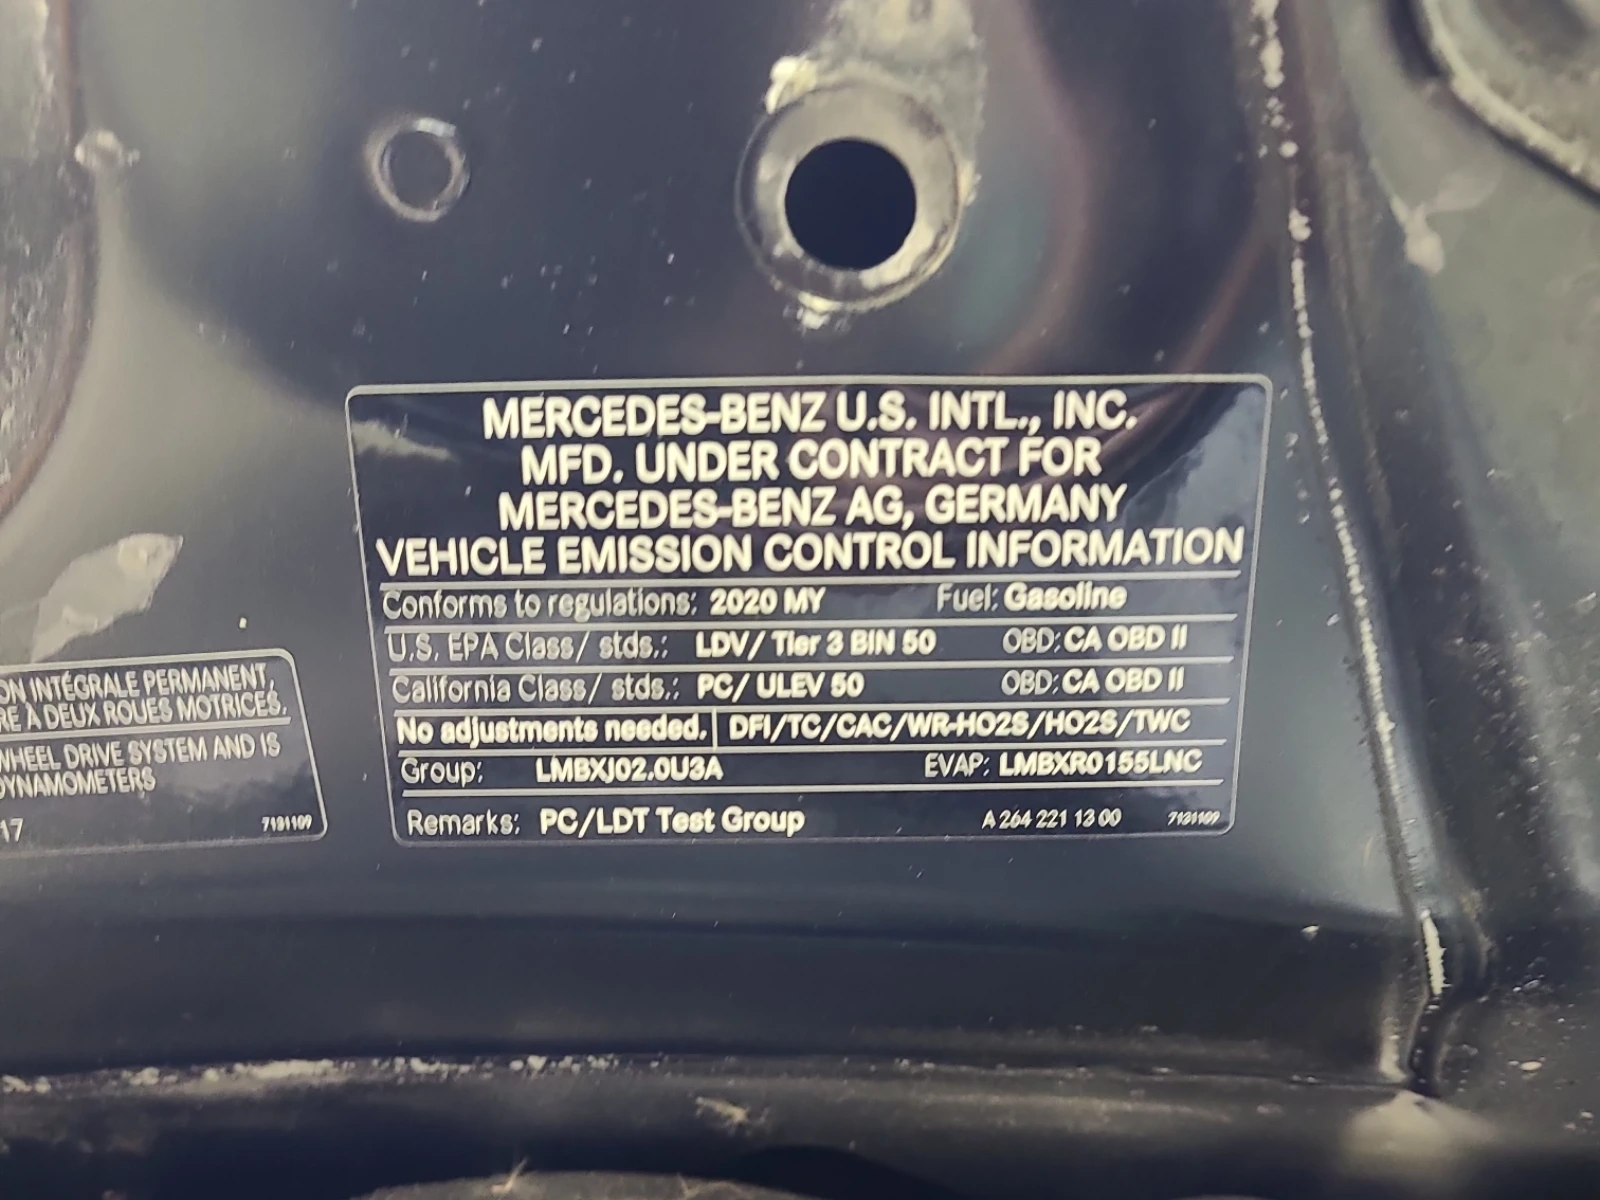 MERCEDES-BENZ U.S. INTL., INC.
MFD. UNDER CONTRACT FOR
MERCEDES-BENZ AG, GERMANY
VEHICLE EMISSION CONTROL INFORMATION
Conforms to regulations: 2020 MY Fuel: Gasoline
U.S. EPA Class/ stds.: LDV/ Tier 3 BIN 50 OBD: CA OBD II
California Class/ stds.: PC/ ULEV 50 OBD: CA OBD II
No adjustments needed. DFI/TC/CAC/WR-HO2S/HO2S/TWC
Group: LMBXJ02.0U3A EVAP: LMBXR0155LNC
Remarks: PC/LDT Test Group A 264 221 13 00 7131109
ON INTÉGRALE PERMANENT,
RE À DEUX ROUES MOTRICES.
WHEEL DRIVE SYSTEM AND IS
DYNAMOMETERS
17 7131109